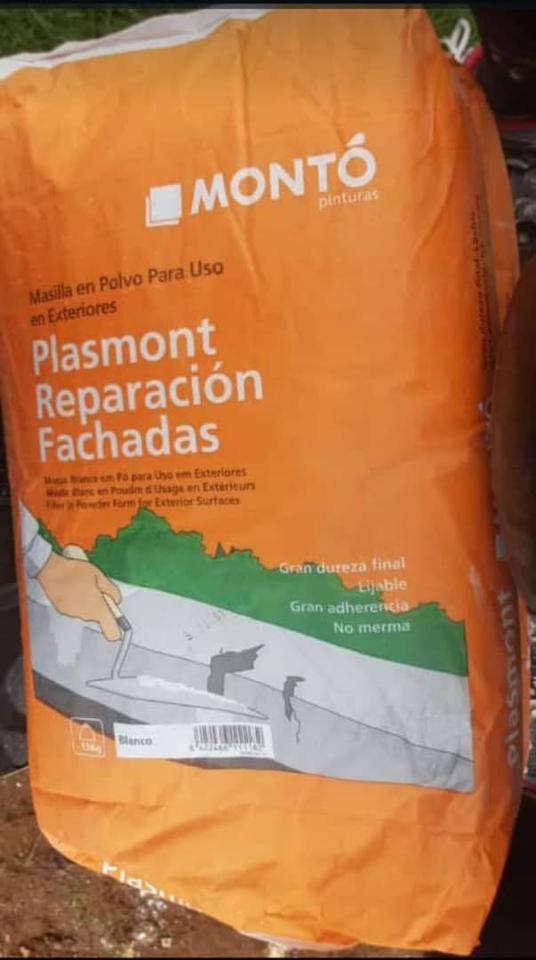 MONTÓ
pinturas
Masilla en Polvo Para Uso
en Exteriores
Plasmont
Reparación
Fachadas
Massa Branca em Pó para Uso em Exteriores
Mastic Blanc en Poudre d'Usage en Extérieurs
Filler in Powder Form for Exterior Surfaces
Gran dureza final
Lijable
Gran adherencia
No merma
15Kg
Blanco
Plasmont
Plasmont